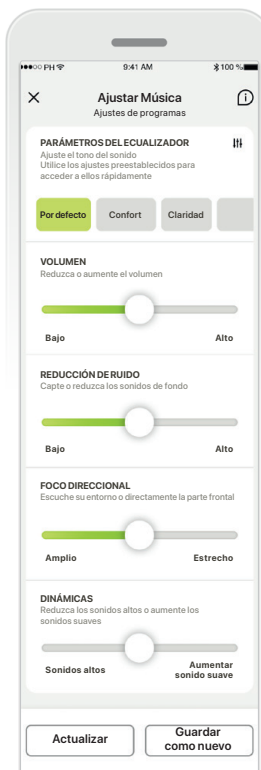 PH 9:41 AM 100 %
Ajustar Música
Ajustes de programas
PARÁMETROS DEL ECUALIZADOR
Ajuste el tono del sonido
Utilice los ajustes preestablecidos para
acceder a ellos rápidamente
Por defecto Confort Claridad
VOLUMEN
Reduzca o aumente el volumen
Bajo Alto
REDUCCIÓN DE RUIDO
Capte o reduzca los sonidos de fondo
Bajo Alto
FOCO DIRECCIONAL
Escuche su entorno o directamente la parte frontal
Amplio Estrecho
DINÁMICAS
Reduzca los sonidos altos o aumente los
sonidos suaves
Sonidos altos Aumentar
sonido suave
Actualizar Guardar
como nuevo